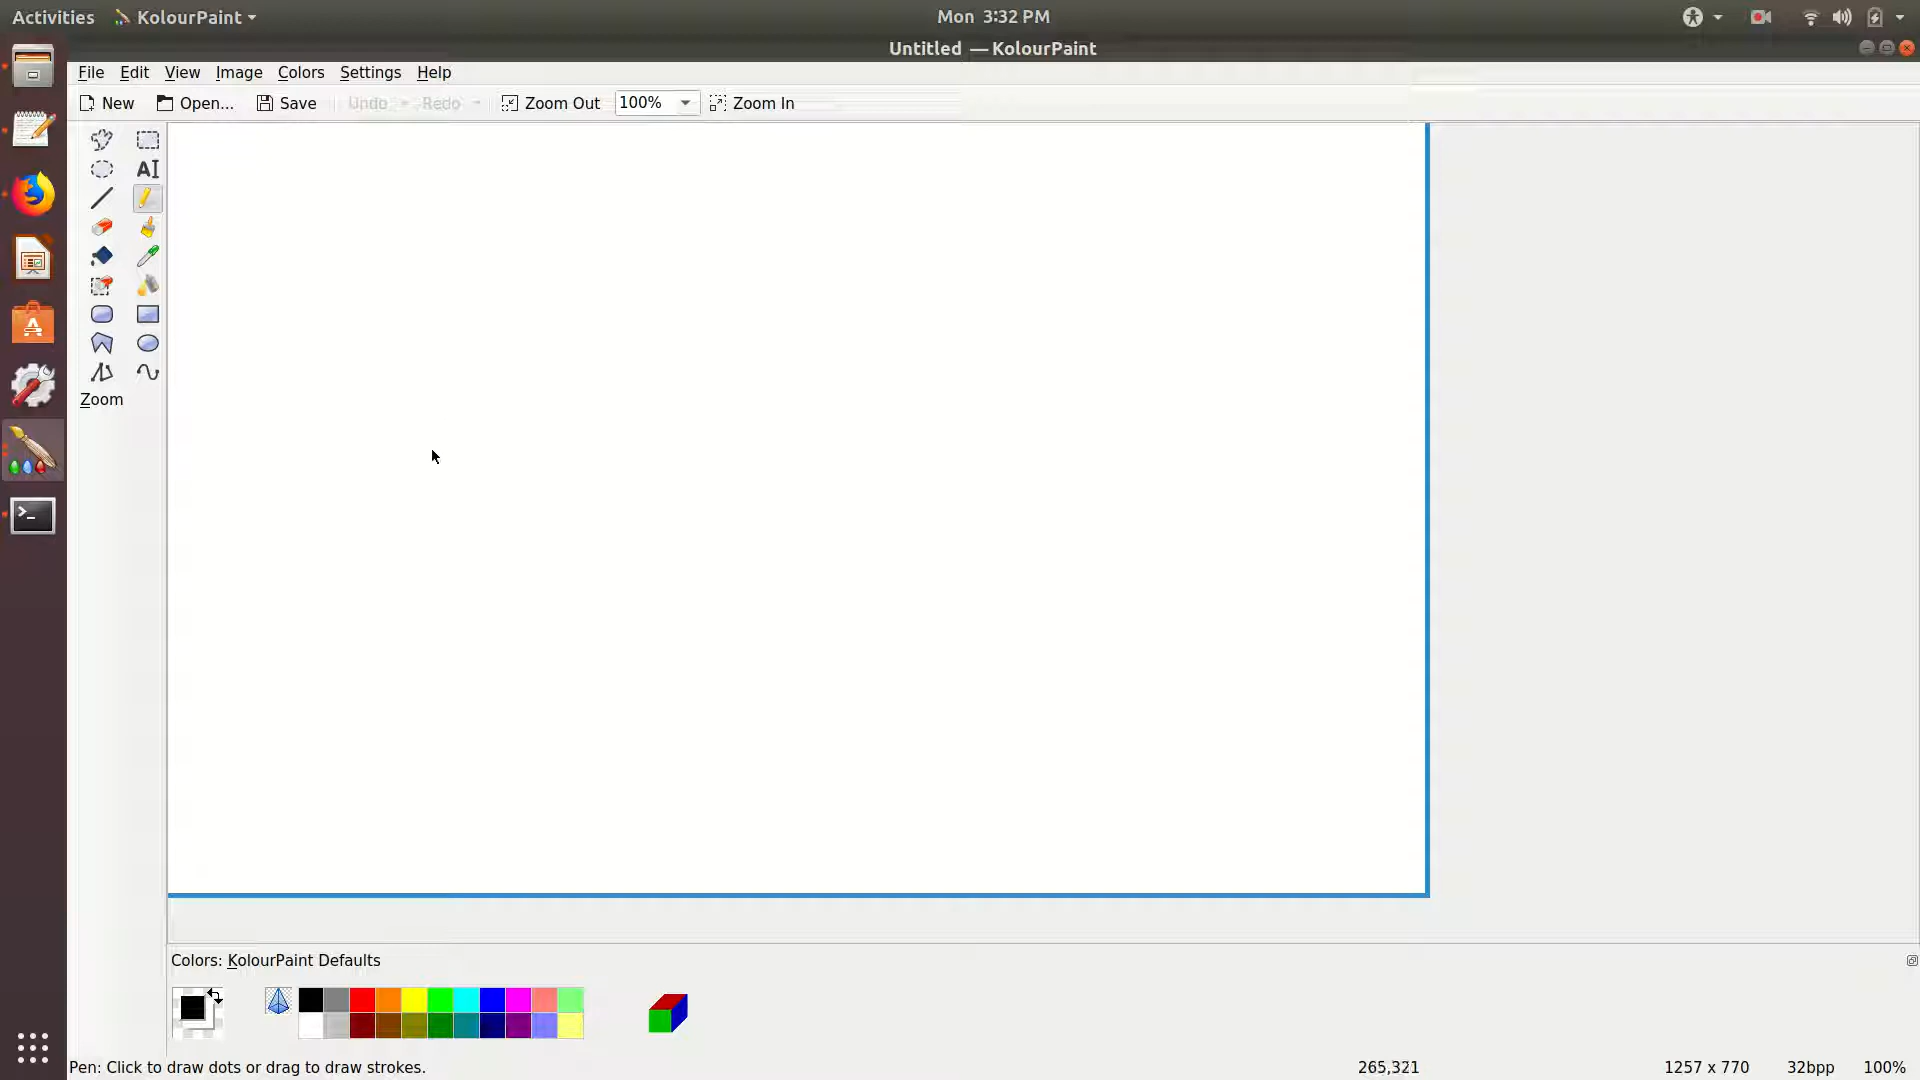 Activities KolourPaint Mon 3:32 PM
Untitled — KolourPaint
File Edit View Image Colors Settings Help
New Open... Save Undo Redo Zoom Out 100% Zoom In
Zoom
Colors: KolourPaint Defaults
Pen: Click to draw dots or drag to draw strokes. 265,321 1257 x 770 32bpp 100%